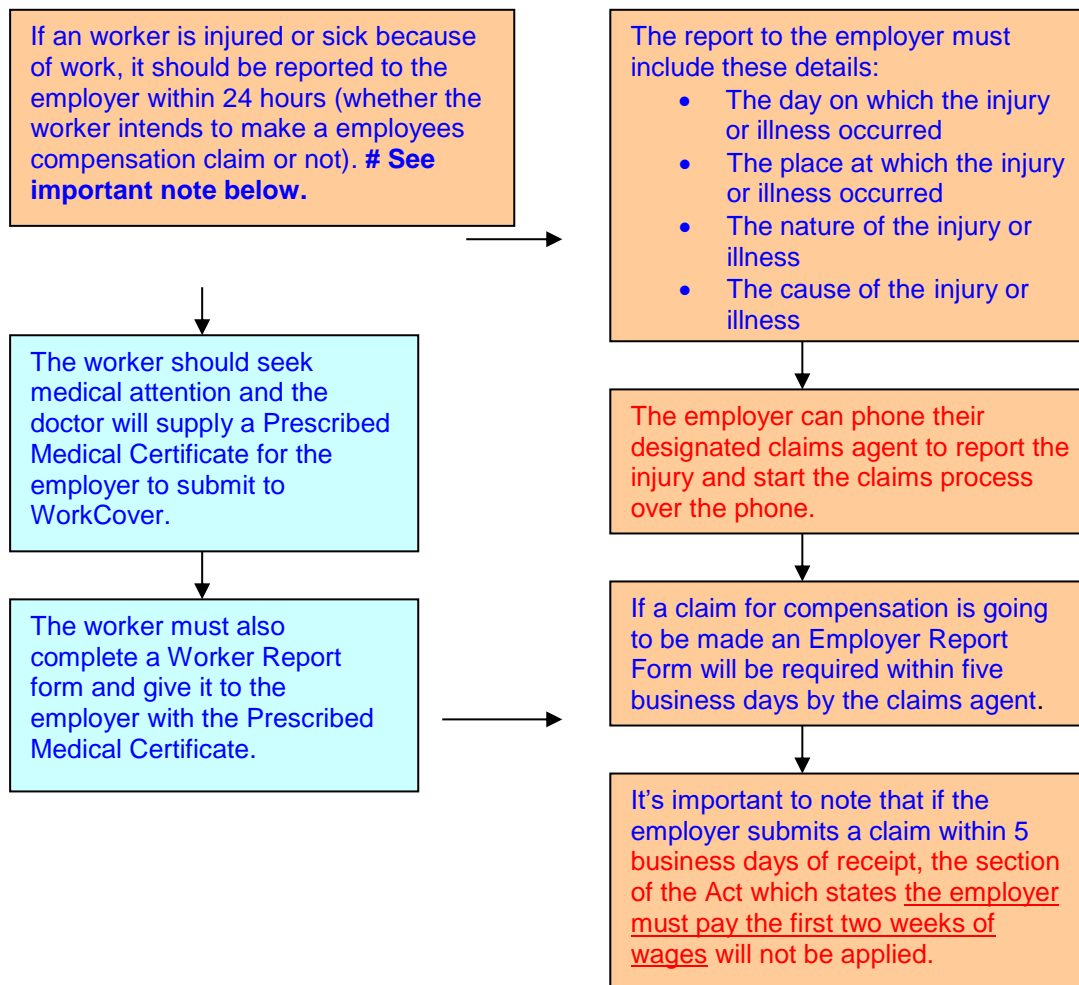 If an worker is injured or sick because
of work, it should be reported to the
employer within 24 hours (whether the
worker intends to make a employees
compensation claim or not). # See
important note below.
The report to the employer must
include these details:
• The day on which the injury
or illness occurred
• The place at which the injury
or illness occurred
• The nature of the injury or
illness
• The cause of the injury or
illness
The worker should seek
medical attention and the
doctor will supply a Prescribed
Medical Certificate for the
employer to submit to
WorkCover.
The employer can phone their
designated claims agent to report the
injury and start the claims process
over the phone.
The worker must also
complete a Worker Report
form and give it to the
employer with the Prescribed
Medical Certificate.
If a claim for compensation is going
to be made an Employer Report
Form will be required within five
business days by the claims agent.
It's important to note that if the
employer submits a claim within 5
business days of receipt, the section
of the Act which states the employer
must pay the first two weeks of
wages will not be applied.